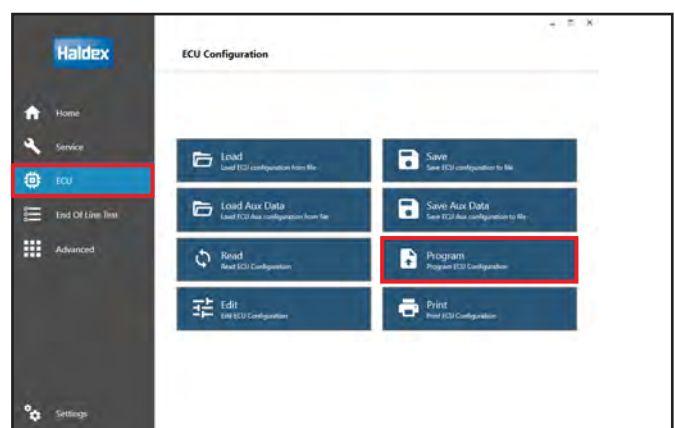 Haldex
ECU Configuration
Home
Service
ECU
End Of Line Test
Advanced
Settings
Load
Load ECU configuration from file
Save
Save ECU configuration to file
Load Aux Data
Load ECU Aux configuration from file
Save Aux Data
Save ECU Aux configuration to file
Read
Read ECU Configuration
Program
Program ECU Configuration
Edit
Edit ECU Configuration
Print
Print ECU Configuration